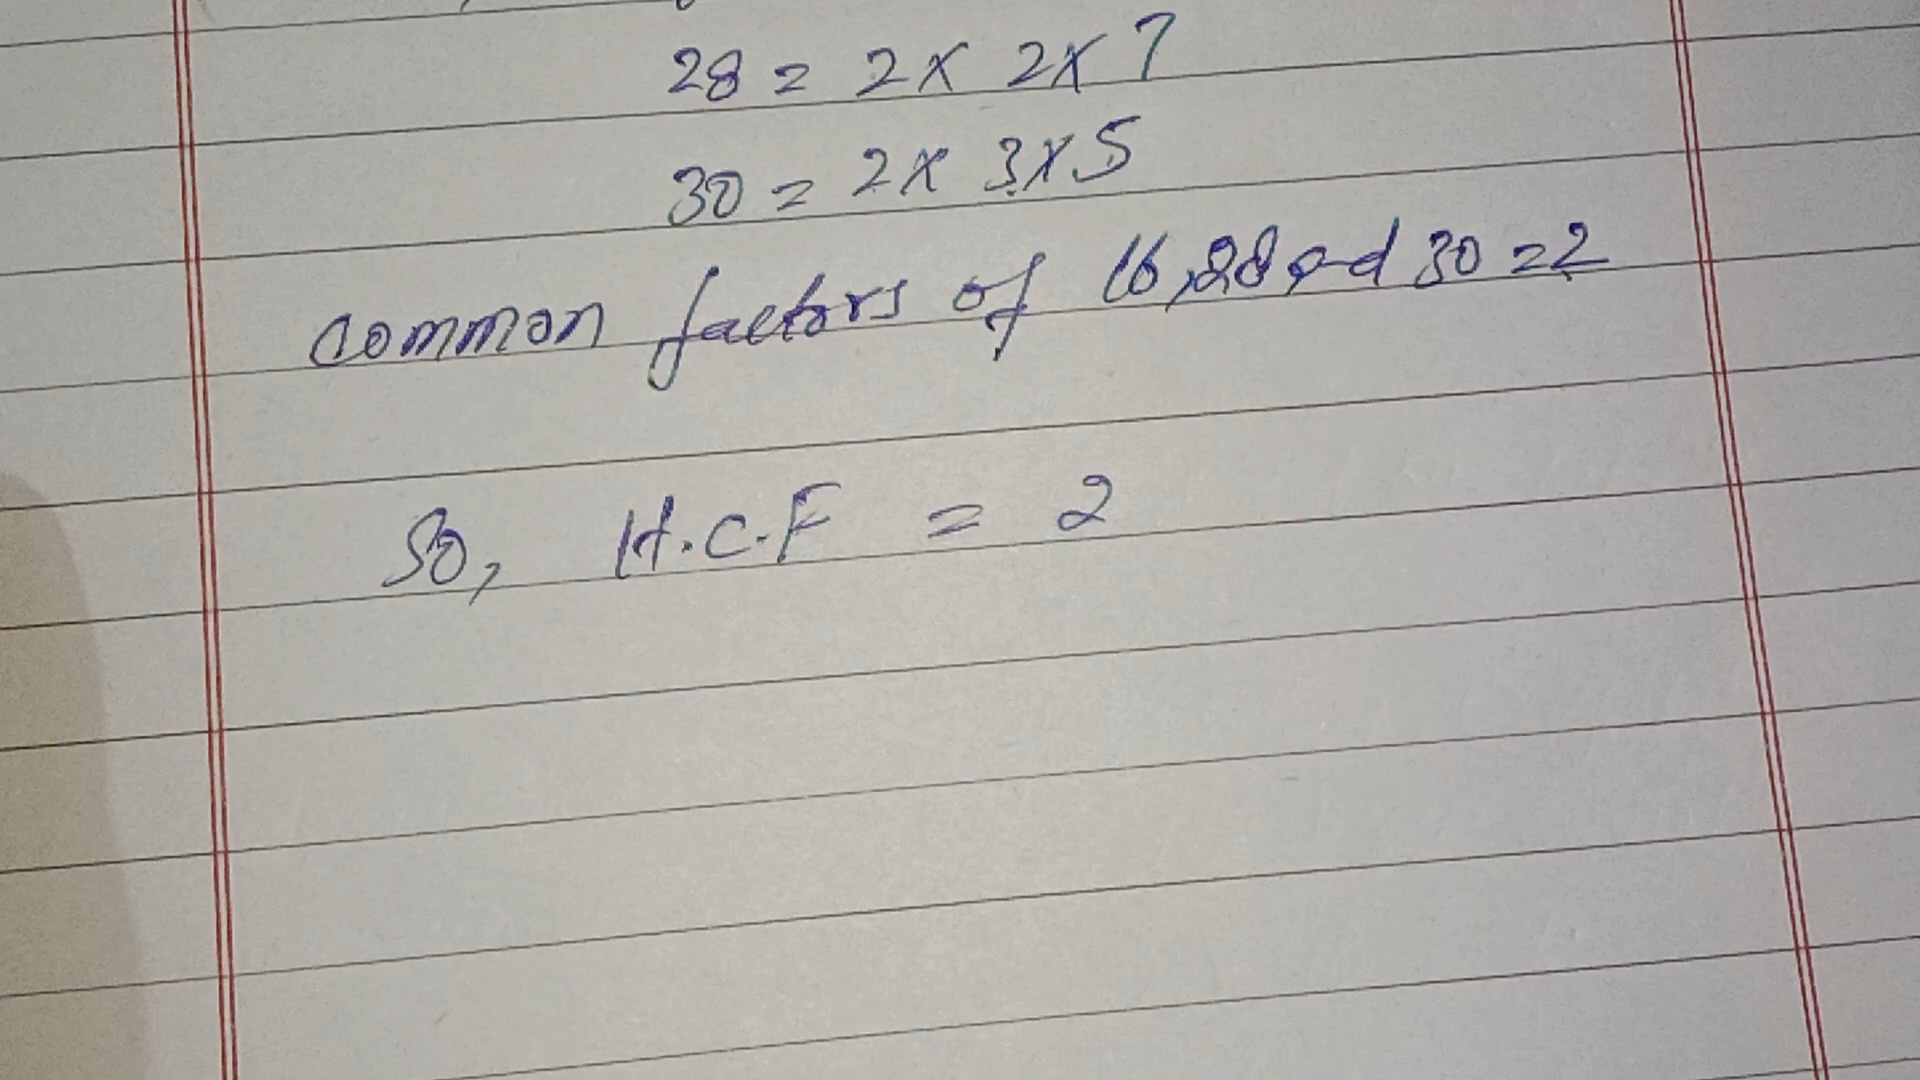 28 = 2 x 2 x 7
30 = 2 x 3 x 5
common factors of 16, 28 and 30 = 2
So, H.C.F = 2